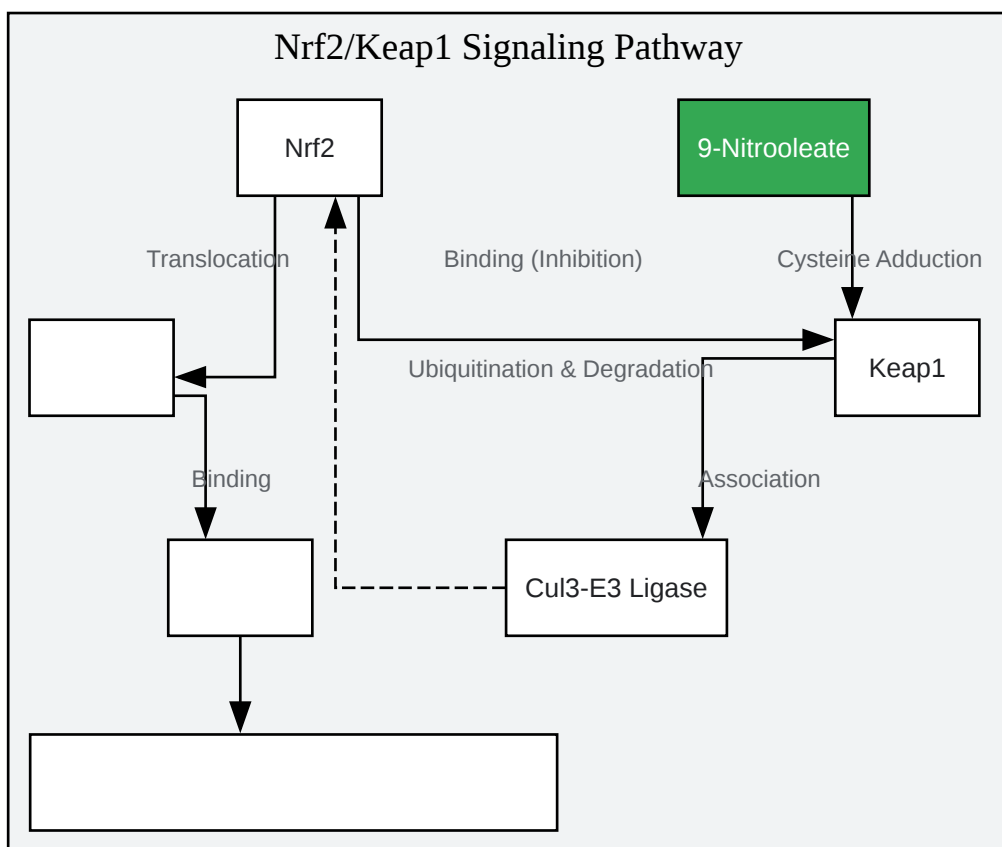 Nrf2/Keap1 Signaling Pathway
Nrf2
9-Nitrooleate
Translocation
Binding (Inhibition)
Cysteine Adduction
Keap1
Ubiquitination & Degradation
Binding
Association
Cul3-E3 Ligase